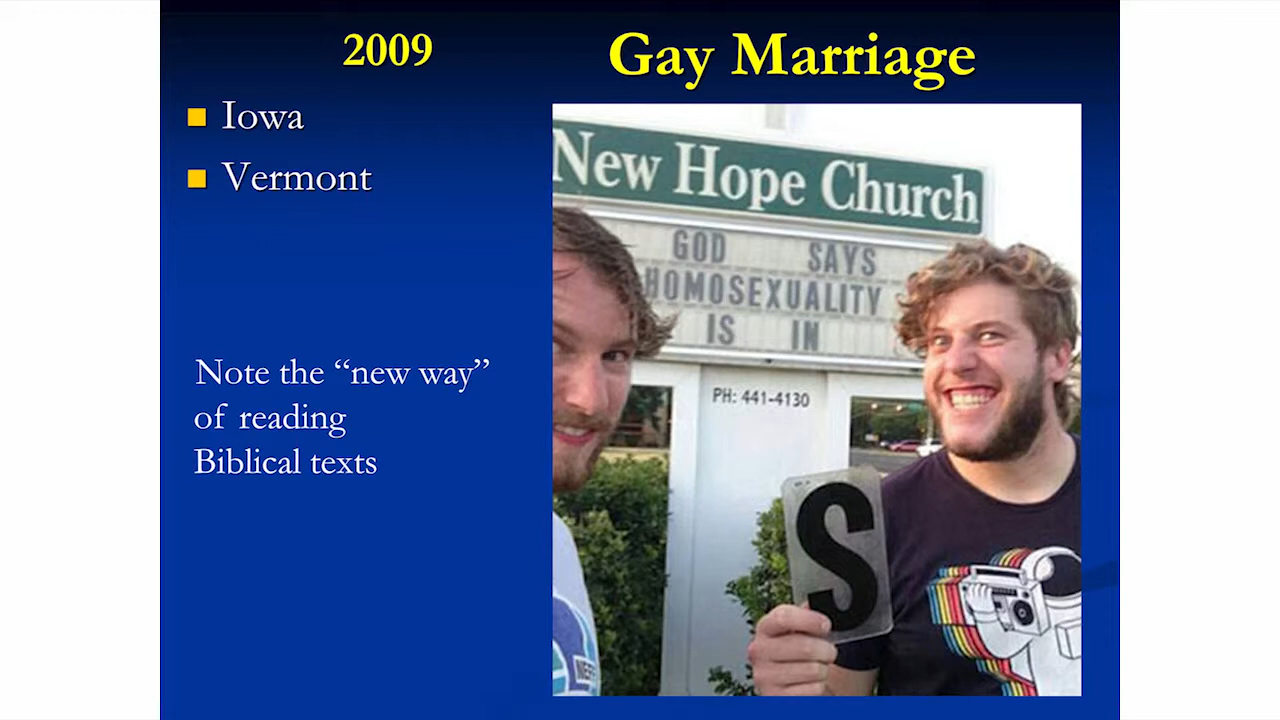 2009
Gay Marriage
Iowa
Vermont
Note the “new way”
of reading
Biblical texts
New Hope Church
GOD SAYS
HOMOSEXUALITY
IS IN
PH: 441-4130
S